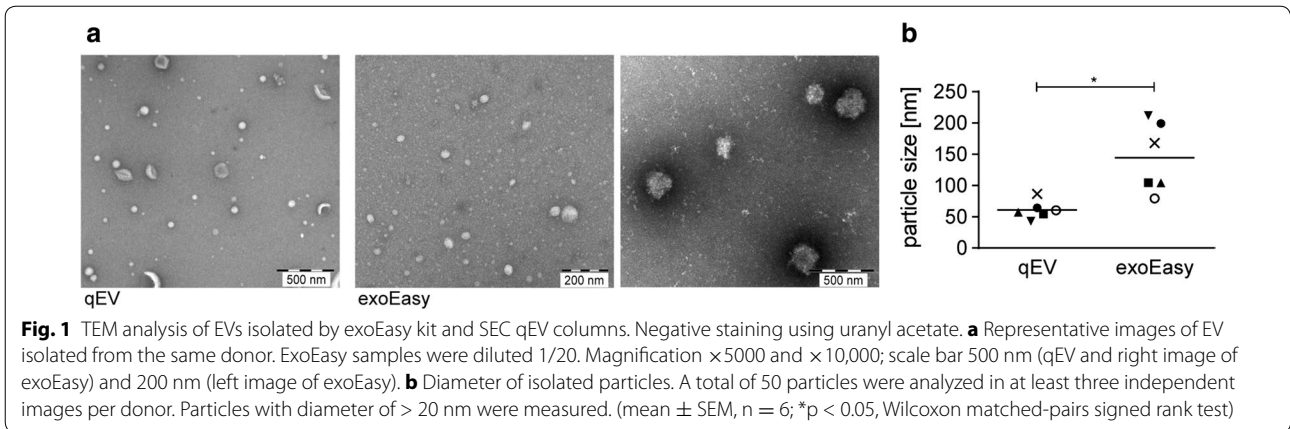 a
b
500 nm
qEV
200 nm
exoEasy
500 nm
*
particle size [nm]
250
200
150
100
50
0
qEV
exoEasy
Fig. 1 TEM analysis of EVs isolated by exoEasy kit and SEC qEV columns. Negative staining using uranyl acetate. a Representative images of EV
isolated from the same donor. ExoEasy samples were diluted 1/20. Magnification ×5000 and ×10,000; scale bar 500 nm (qEV and right image of
exoEasy) and 200 nm (left image of exoEasy). b Diameter of isolated particles. A total of 50 particles were analyzed in at least three independent
images per donor. Particles with diameter of > 20 nm were measured. (mean ± SEM, n = 6; *p < 0.05, Wilcoxon matched-pairs signed rank test)